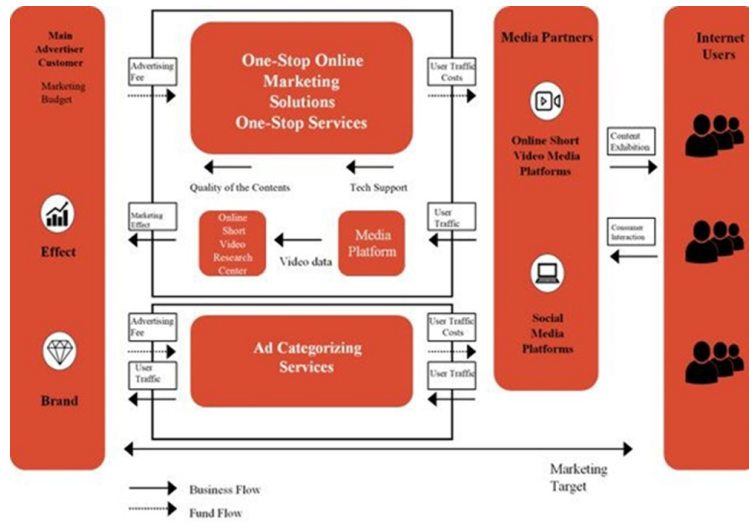 Main
Advertiser
Customer
Marketing
Budget
Effect
Brand
Advertising
Fee
One-Stop Online
Marketing
Solutions
One-Stop Services
User Traffic
Costs
Quality of the Contents
Tech Support
Marketing
Effect
Online
Short
Video
Research
Center
Video data
Media
Platform
User
Traffic
Advertising
Fee
User
Traffic
Ad Categorizing
Services
User Traffic
Costs
User Traffic
Media Partners
Online Short
Video Media
Platforms
Social
Media
Platforms
Content
Exhibition
Consumer
Interaction
Internet
Users
Marketing
Target
Business Flow
Fund Flow